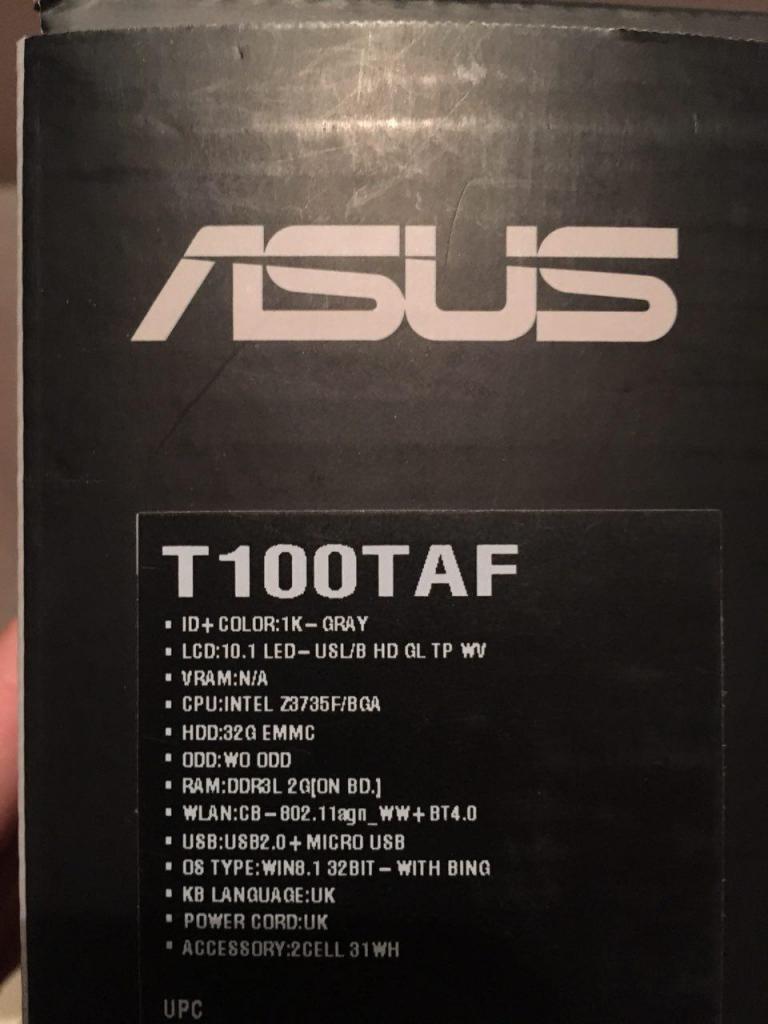 ASUS
T100TAF
▪ ID+ COLOR:1K-GRAY
▪ LCD:10.1 LED-USL/B HD GL TP WV
▪ VRAM:N/A
▪ CPU:INTEL Z3735F/BGA
▪ HDD:32G EMMC
▪ ODD:WO ODD
▪ RAM:DDR3L 2G[ON BD.]
▪ WLAN:CB-802.11agn_WW+BT4.0
▪ USB:USB2.0+MICRO USB
▪ OS TYPE:WIN8.1 32BIT-WITH BING
▪ KB LANGUAGE:UK
▪ POWER CORD:UK
▪ ACCESSORY:2CELL 31WH
UPC